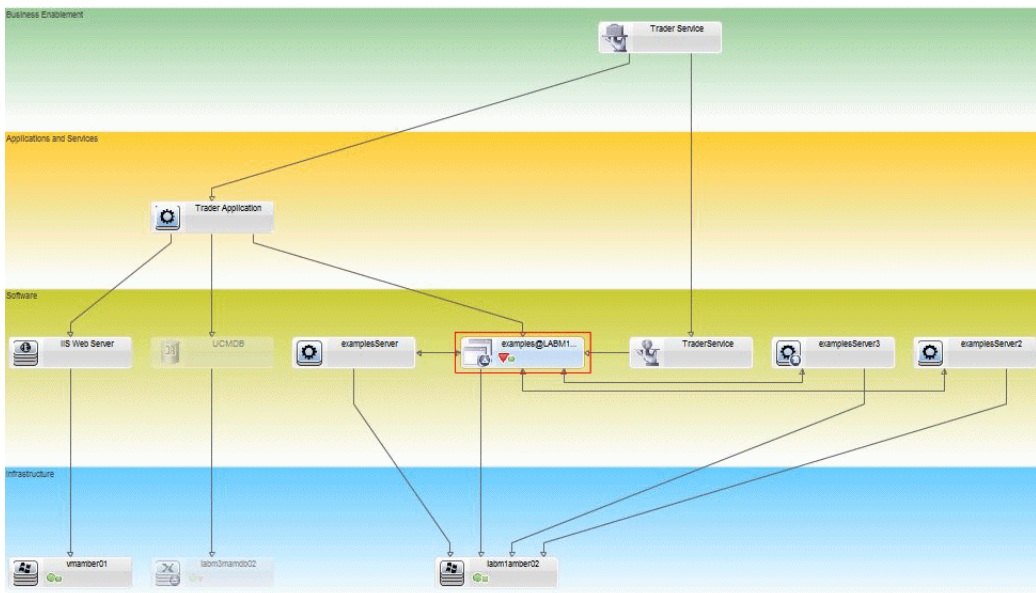 Business Enablement
Trader Service
Applications and Services
Trader Application
Software
IIS Web Server
UCMDB
examplesServer
examples@LABM1...
TraderService
examplesServer3
examplesServer2
Infrastructure
vmamber01
labm3mamdb02
labm1amber02